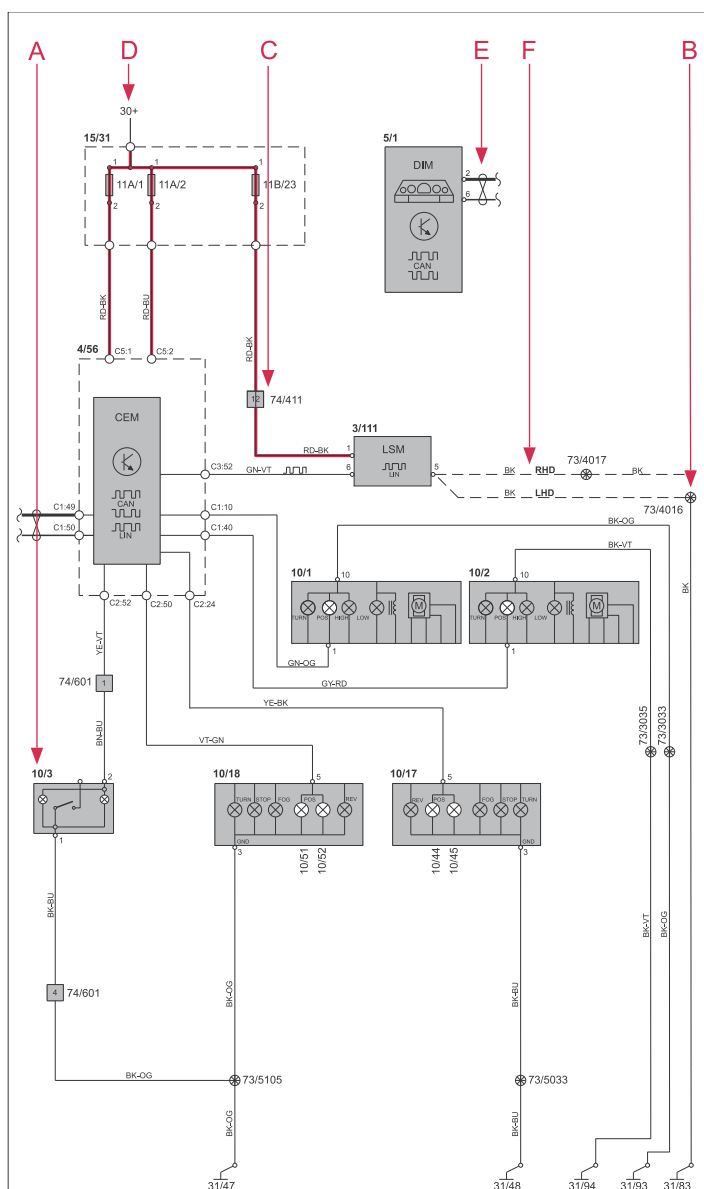 A
D
C
E
F
B
30+
15/31
1
1
1
11A/1
11A/2
11B/23
2
2
2
5/1
DIM
2
6
CAN
RD-BK
RD-BU
RD-BK
4/56
C5:1
C5:2
12
74/411
CEM
CAN
LIN
3/111
RD-BK
1
LSM
LIN
C3:52
GN-VT
6
5
BK
RHD
73/4017
BK
BK
LHD
73/4016
C1:49
C1:50
C1:10
C1:40
BK-OG
BK-VT
BK
10/1
10
TURN
POS
HIGH
LOW
M
1
10/2
10
TURN
POS
HIGH
LOW
M
1
C2:52
C2:50
C2:24
YE-VT
GN-OG
GY-RD
74/601
1
YE-BK
BN-BU
VT-GN
73/3035
73/3033
10/3
2
1
10/18
5
TURN
STOP
FOG
POS
REV
GND
3
10/51
10/52
10/17
5
REV
POS
FOG
STOP
TURN
GND
3
10/44
10/45
BK-BU
BK-OG
BK-BU
BK-VT
BK-OG
4
74/601
BK-OG
73/5105
73/5033
BK-OG
BK-BU
31/47
31/48
31/94
31/93
31/83